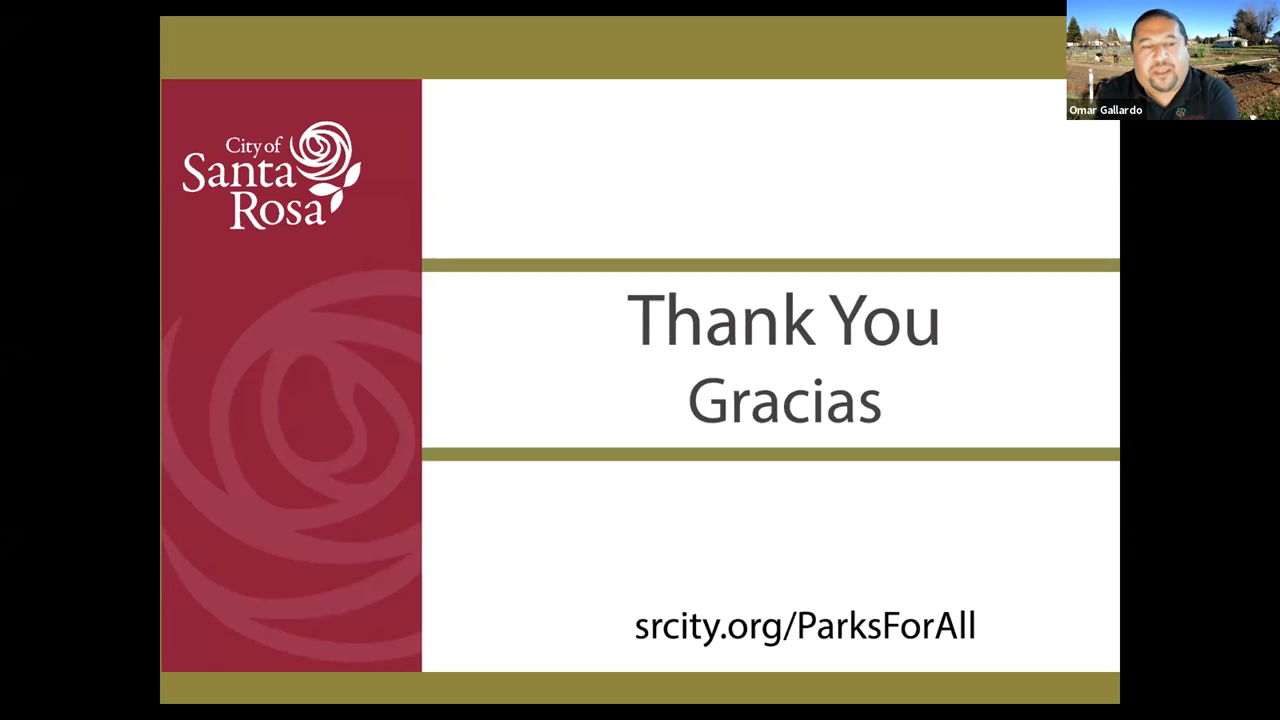 Omar Gallardo
City of
Santa
Rosa
Thank You
Gracias
srcity.org/ParksForAll